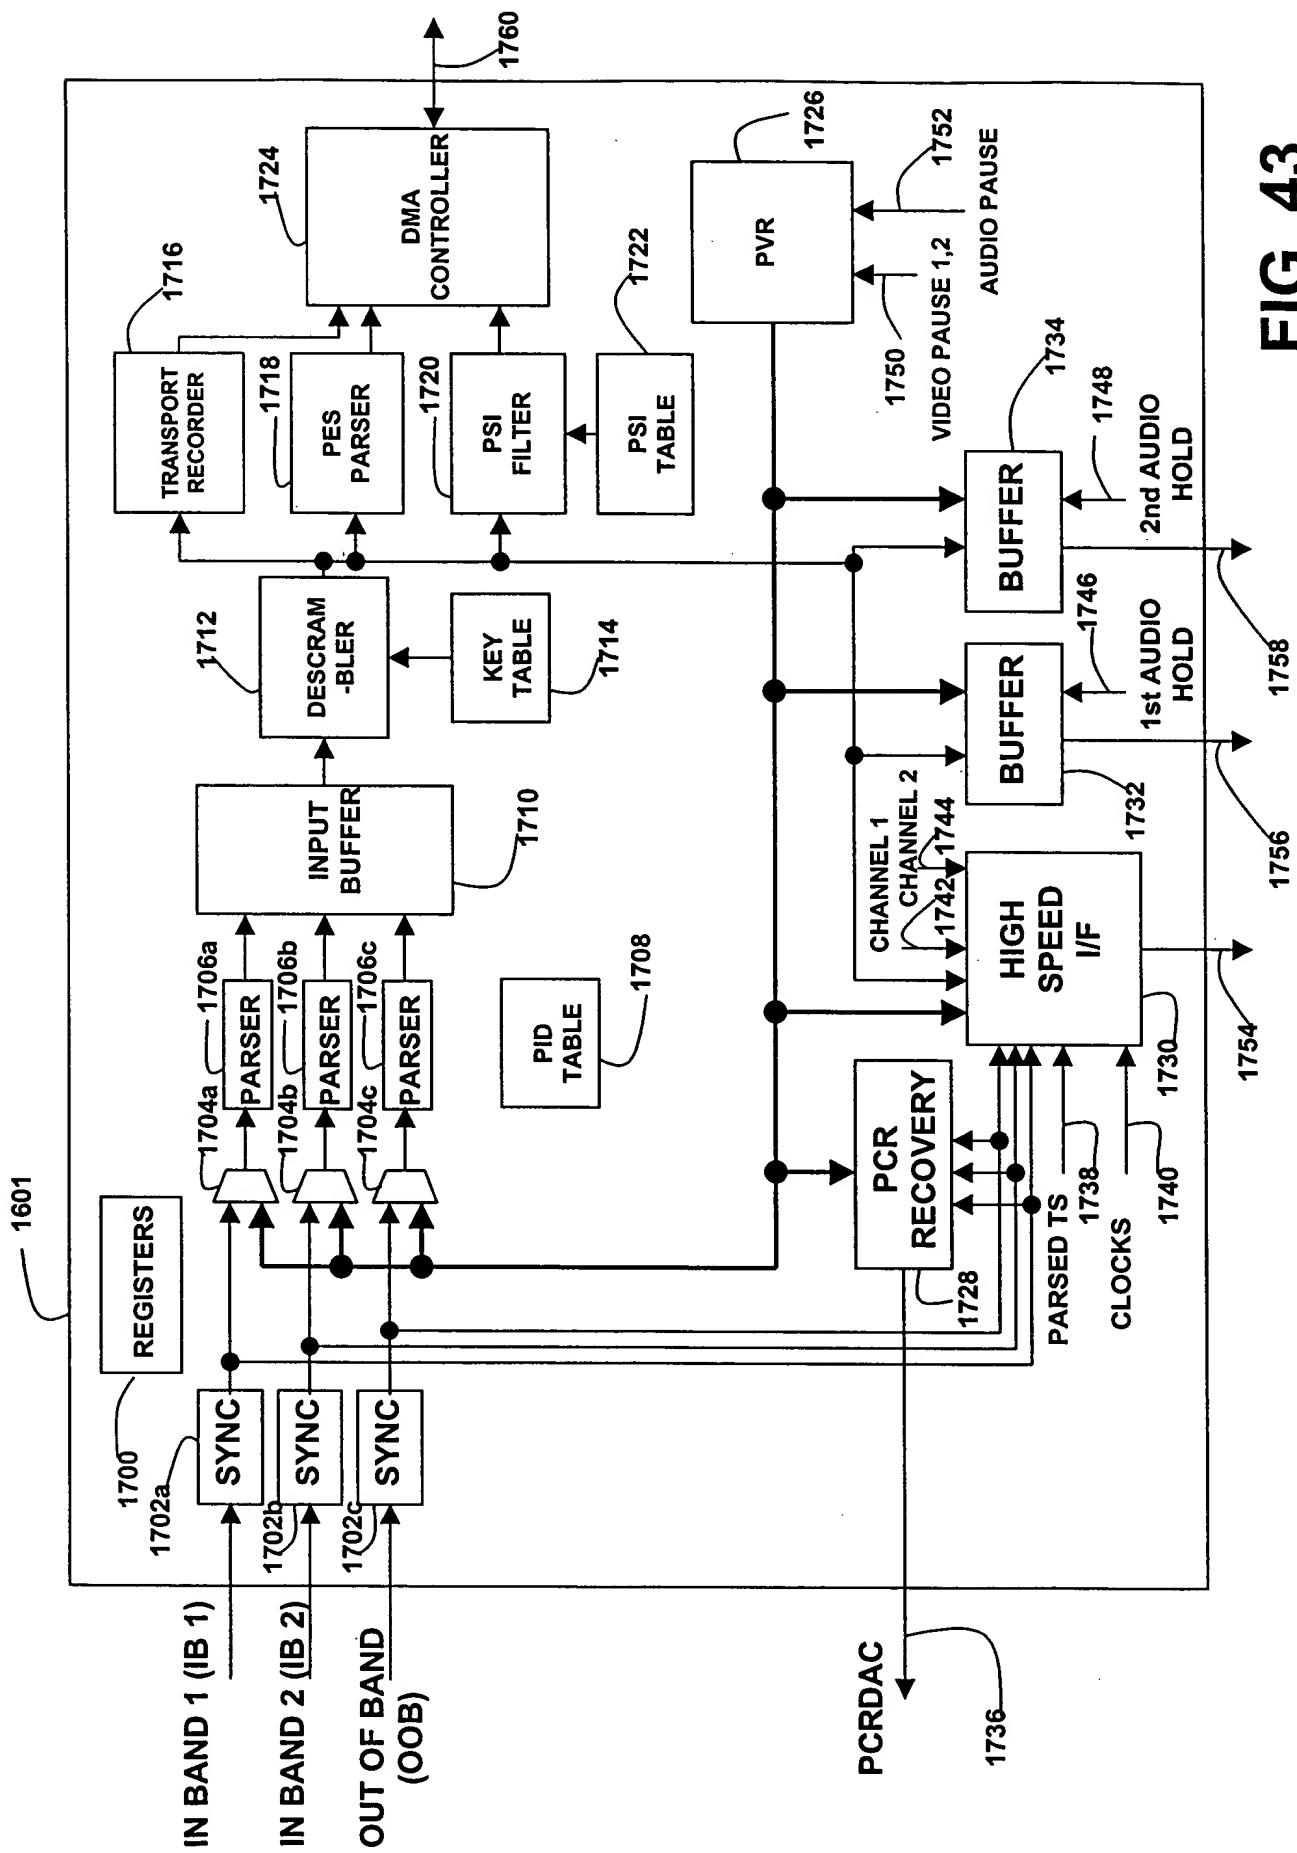 1601
REGISTERS
1700
IN BAND 1 (IB 1)
IN BAND 2 (IB 2)
OUT OF BAND
(OOB)
SYNC
1702a
SYNC
1702b
SYNC
1702c
1704a
1704b
1704c
PARSER
1706a
PARSER
1706b
PARSER
1706c
PID
TABLE
1708
INPUT
BUFFER
1710
DESCRAM
-BLER
1712
KEY
TABLE
1714
TRANSPORT
RECORDER
1716
PES
PARSER
1718
PSI
FILTER
1720
PSI
TABLE
1722
DMA
CONTROLLER
1724
1760
PVR
1726
1750
VIDEO PAUSE 1,2
1752
AUDIO PAUSE
PCR
RECOVERY
1728
PCRDAC
1736
PARSED TS
1738
CLOCKS
1740
HIGH
SPEED
I/F
1730
CHANNEL 1
1742
CHANNEL 2
1744
1754
BUFFER
1732
1746
1st AUDIO
HOLD
1756
BUFFER
1734
1748
2nd AUDIO
HOLD
1758
FIG. 43